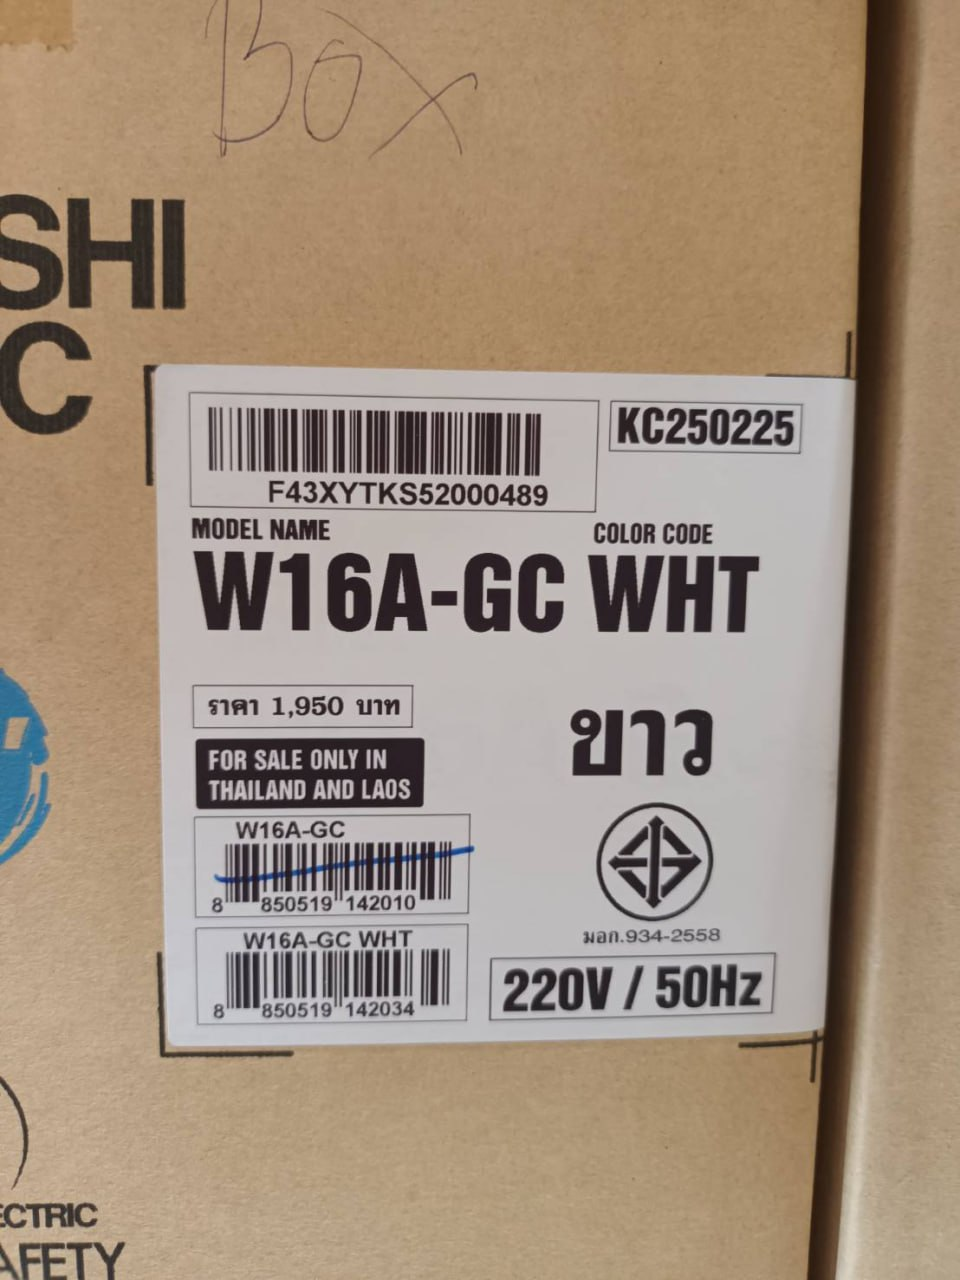 Box
SHI
C
F43XYTKS52000489
KC250225
MODEL NAME
COLOR CODE
W16A-GC WHT
ราคา 1,950 บาท
ขาว
FOR SALE ONLY IN
THAILAND AND LAOS
W16A-GC
8 850519 142010
มอก.934-2558
W16A-GC WHT
8 850519 142034
220V / 50Hz
ECTRIC
AFETY